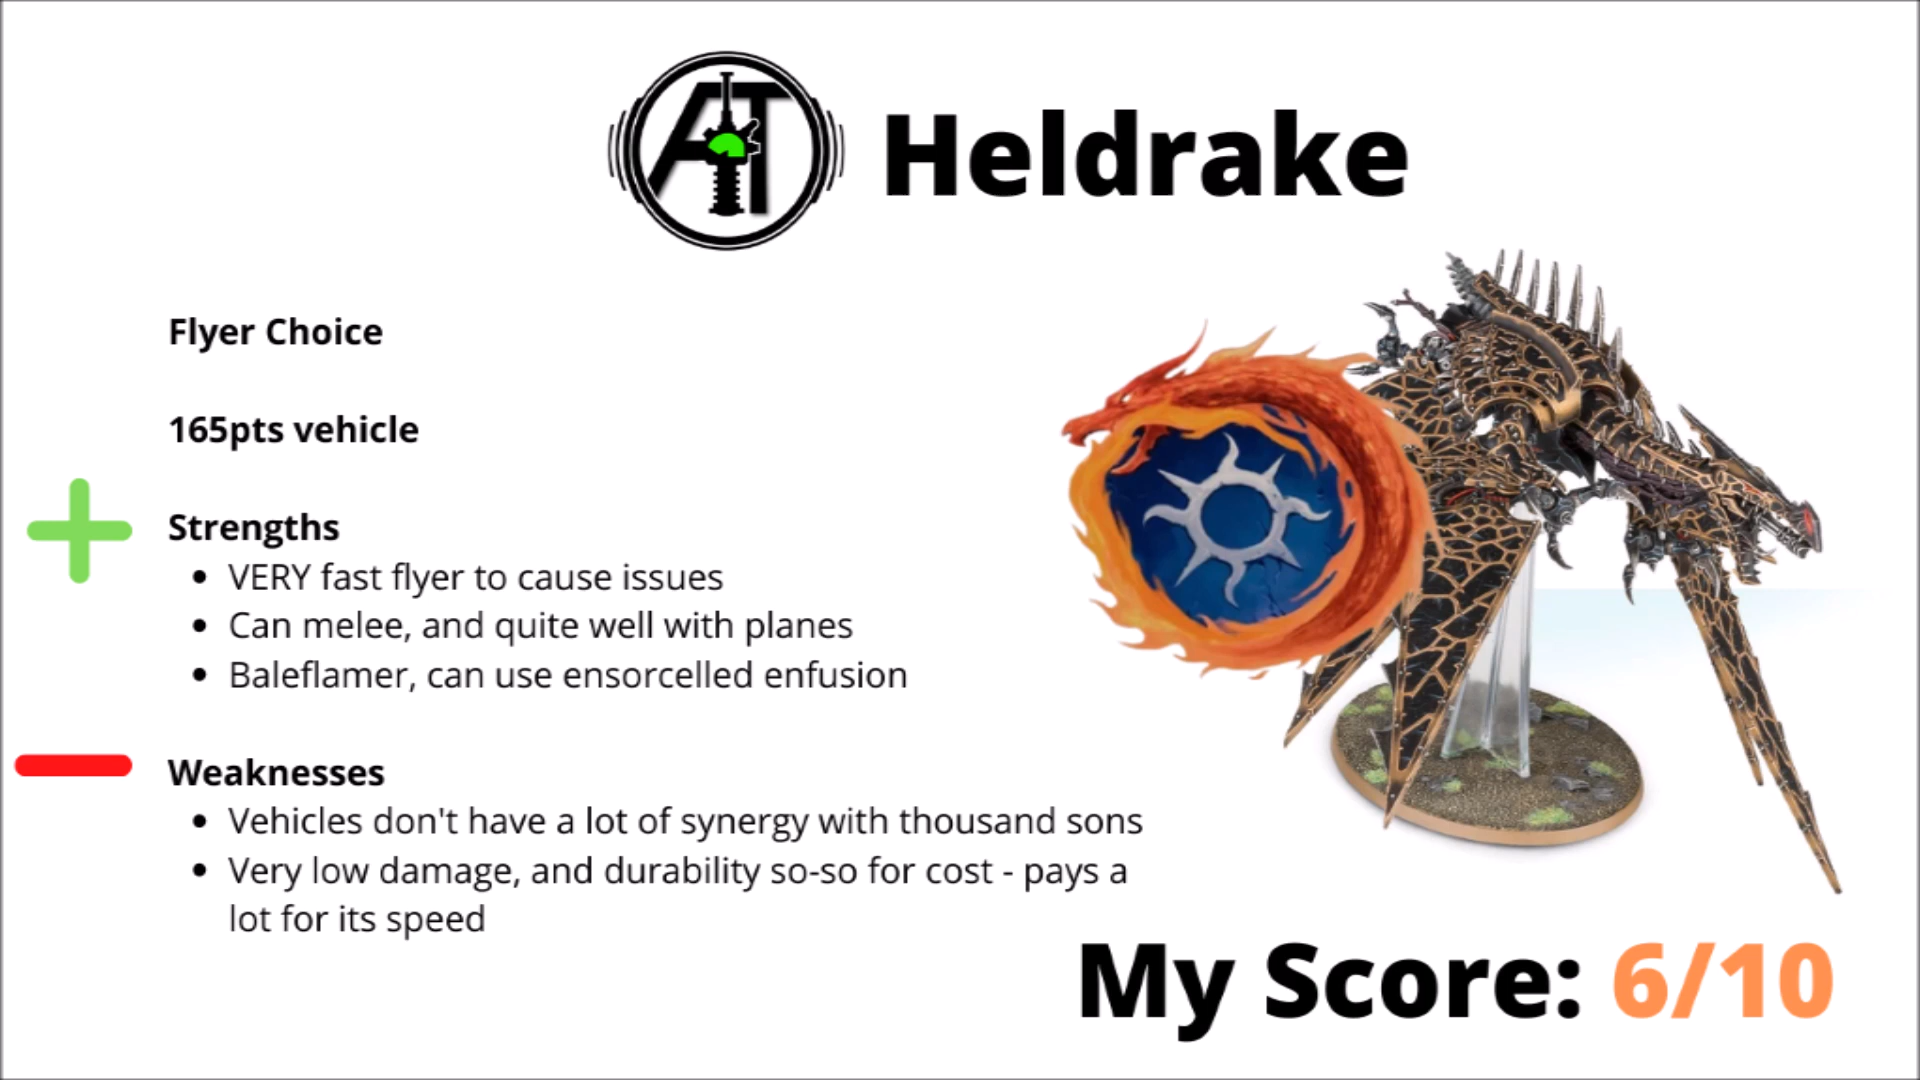 AT
Heldrake
Flyer Choice
165pts vehicle
Strengths
• VERY fast flyer to cause issues
• Can melee, and quite well with planes
• Baleflamer, can use ensorcelled enfusion
Weaknesses
• Vehicles don't have a lot of synergy with thousand sons
• Very low damage, and durability so-so for cost - pays a
lot for its speed
My Score: 6/10